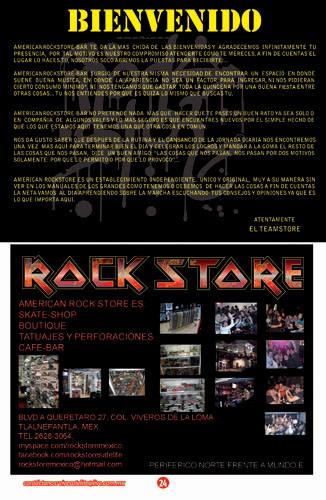 BIENVENIDO
AMERICANROCKSTORE-BAR TE DA LA MAS CHIDA DE LAS BIENVENIDAS Y AGRADECEMOS INFINITAMENTE TU
PRESENCIA, POR TAL MOTIVO ES NUESTRO COMPROMISO ATENDERTE COMO TE MERECES, A FIN DE CUENTAS EL
LUGAR LO HACES TU, NOSOTROS SOLO ABRIMOS LA PUERTAS PARA RECIBIRTE...
AMERICANROCKSTORE-BAR SURGIO DE NUESTRA MISMA NECESIDAD DE ENCONTRAR UN ESPACIO EN DONDE
SUENE BUENA MUSICA, EN DONDE LA APARIENCIA NO SEA UN FACTOR PARA INGRESAR, NI NOS PIDIERAN
CIERTO CONSUMO MINIMO", NI NOS TENGAMOS QUE GASTAR TODA LA QUINCENA POR UNA BUENA FIESTA ENTRE
OTRAS COSAS... TU NOS ENTIENDES POR QUE ES QUIZA LO MISMO QUE BUSCAS TU.
AMERICANROCKSTORE-BAR NO PRETENDE NADA MAS QUE HACER QUE TE PASES UN BUEN RATO YA SEA SOLO O
EN COMPAÑIA DE ALGUNOS VALES Y LO MAS SEGURO ES QUE ENCUENTRES NUEVOS POR EL SIMPLE HECHO DE
QUE LOS QUE ESTAMOS AQUI TENEMOS UNA QUE OTRA COSA EN COMUN.
NOS DA GUSTO SABER QUE DESPUES DE LA RUTINA Y EL CANSANCIO DE LA JORNADA DIARIA NOS ENCONTREMOS
UNA VEZ MAS AQUI PARA TERMINAR BIEN EL DIA Y CELEBRAR LOS LOGROS Y MANDAR A LA GOMA EL RESTO DE
LAS COSAS QUE NOS PASAN, DICE UN BUEN AMIGO "LAS COSAS QUE NOS PASAN, NOS PASAN POR DOS MOTIVOS
SOLAMENTE: POR QUE LO PERMITO O POR QUE LO PROVOCO"...
AMERICAN ROCKSTORE ES UN ESTABLECIMIENTO INDEPENDIENTE, UNICO Y ORIGINAL, MUY A SU MANERA SIN
VER EN LOS MANUALES DE LOS GRANDES COMO TENEMOS O DEBEMOS DE HACER LAS COSAS A FIN DE CUENTAS
LA NETA VAMOS AL DIA APRENDIENDO SOBRE LA MARCHA ESCUCHANDO TUS CONSEJOS Y OPINIONES YA QUE ES
LO QUE IMPORTA AQUI.
ATENTAMENTE
EL TEAMSTORE
ROCK STORE
AMERICAN ROCK STORE ES
SKATE-SHOP
BOUTIQUE
TATUAJES Y PERFORACIONES
CAFE-BAR
BLVD A QUERETARO 27, COL. VIVEROS DE LA LOMA
TLALNEPANTLA, MEX.
TEL 2628-3064.
myspace.com/rockstoremexico
facebook.com/rockstoresatelite
rockstoremexico@hotmail.com
PERIFERICO NORTE FRENTE A MUNDO E
24